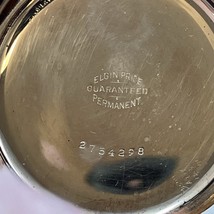 ELGIN PRIDE
GUARANTEED
PERMANENT
2754298